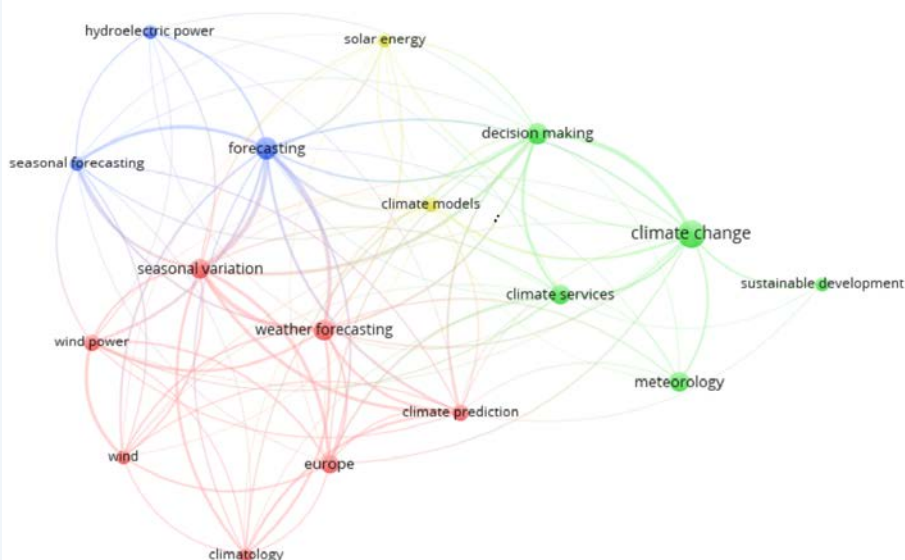 hydroelectric power
solar energy
decision making
forecasting
seasonal forecasting
climate models
climate change
seasonal variation
sustainable development
climate services
weather forecasting
wind power
meteorology
climate prediction
wind
europe
climatology